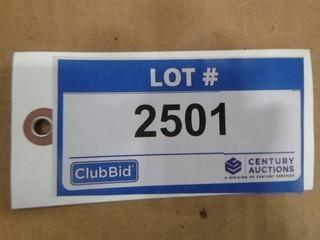 LOT #
2501
ClubBid®
CENTURY
AUCTIONS
A DIVISION OF CENTURY SERVICES